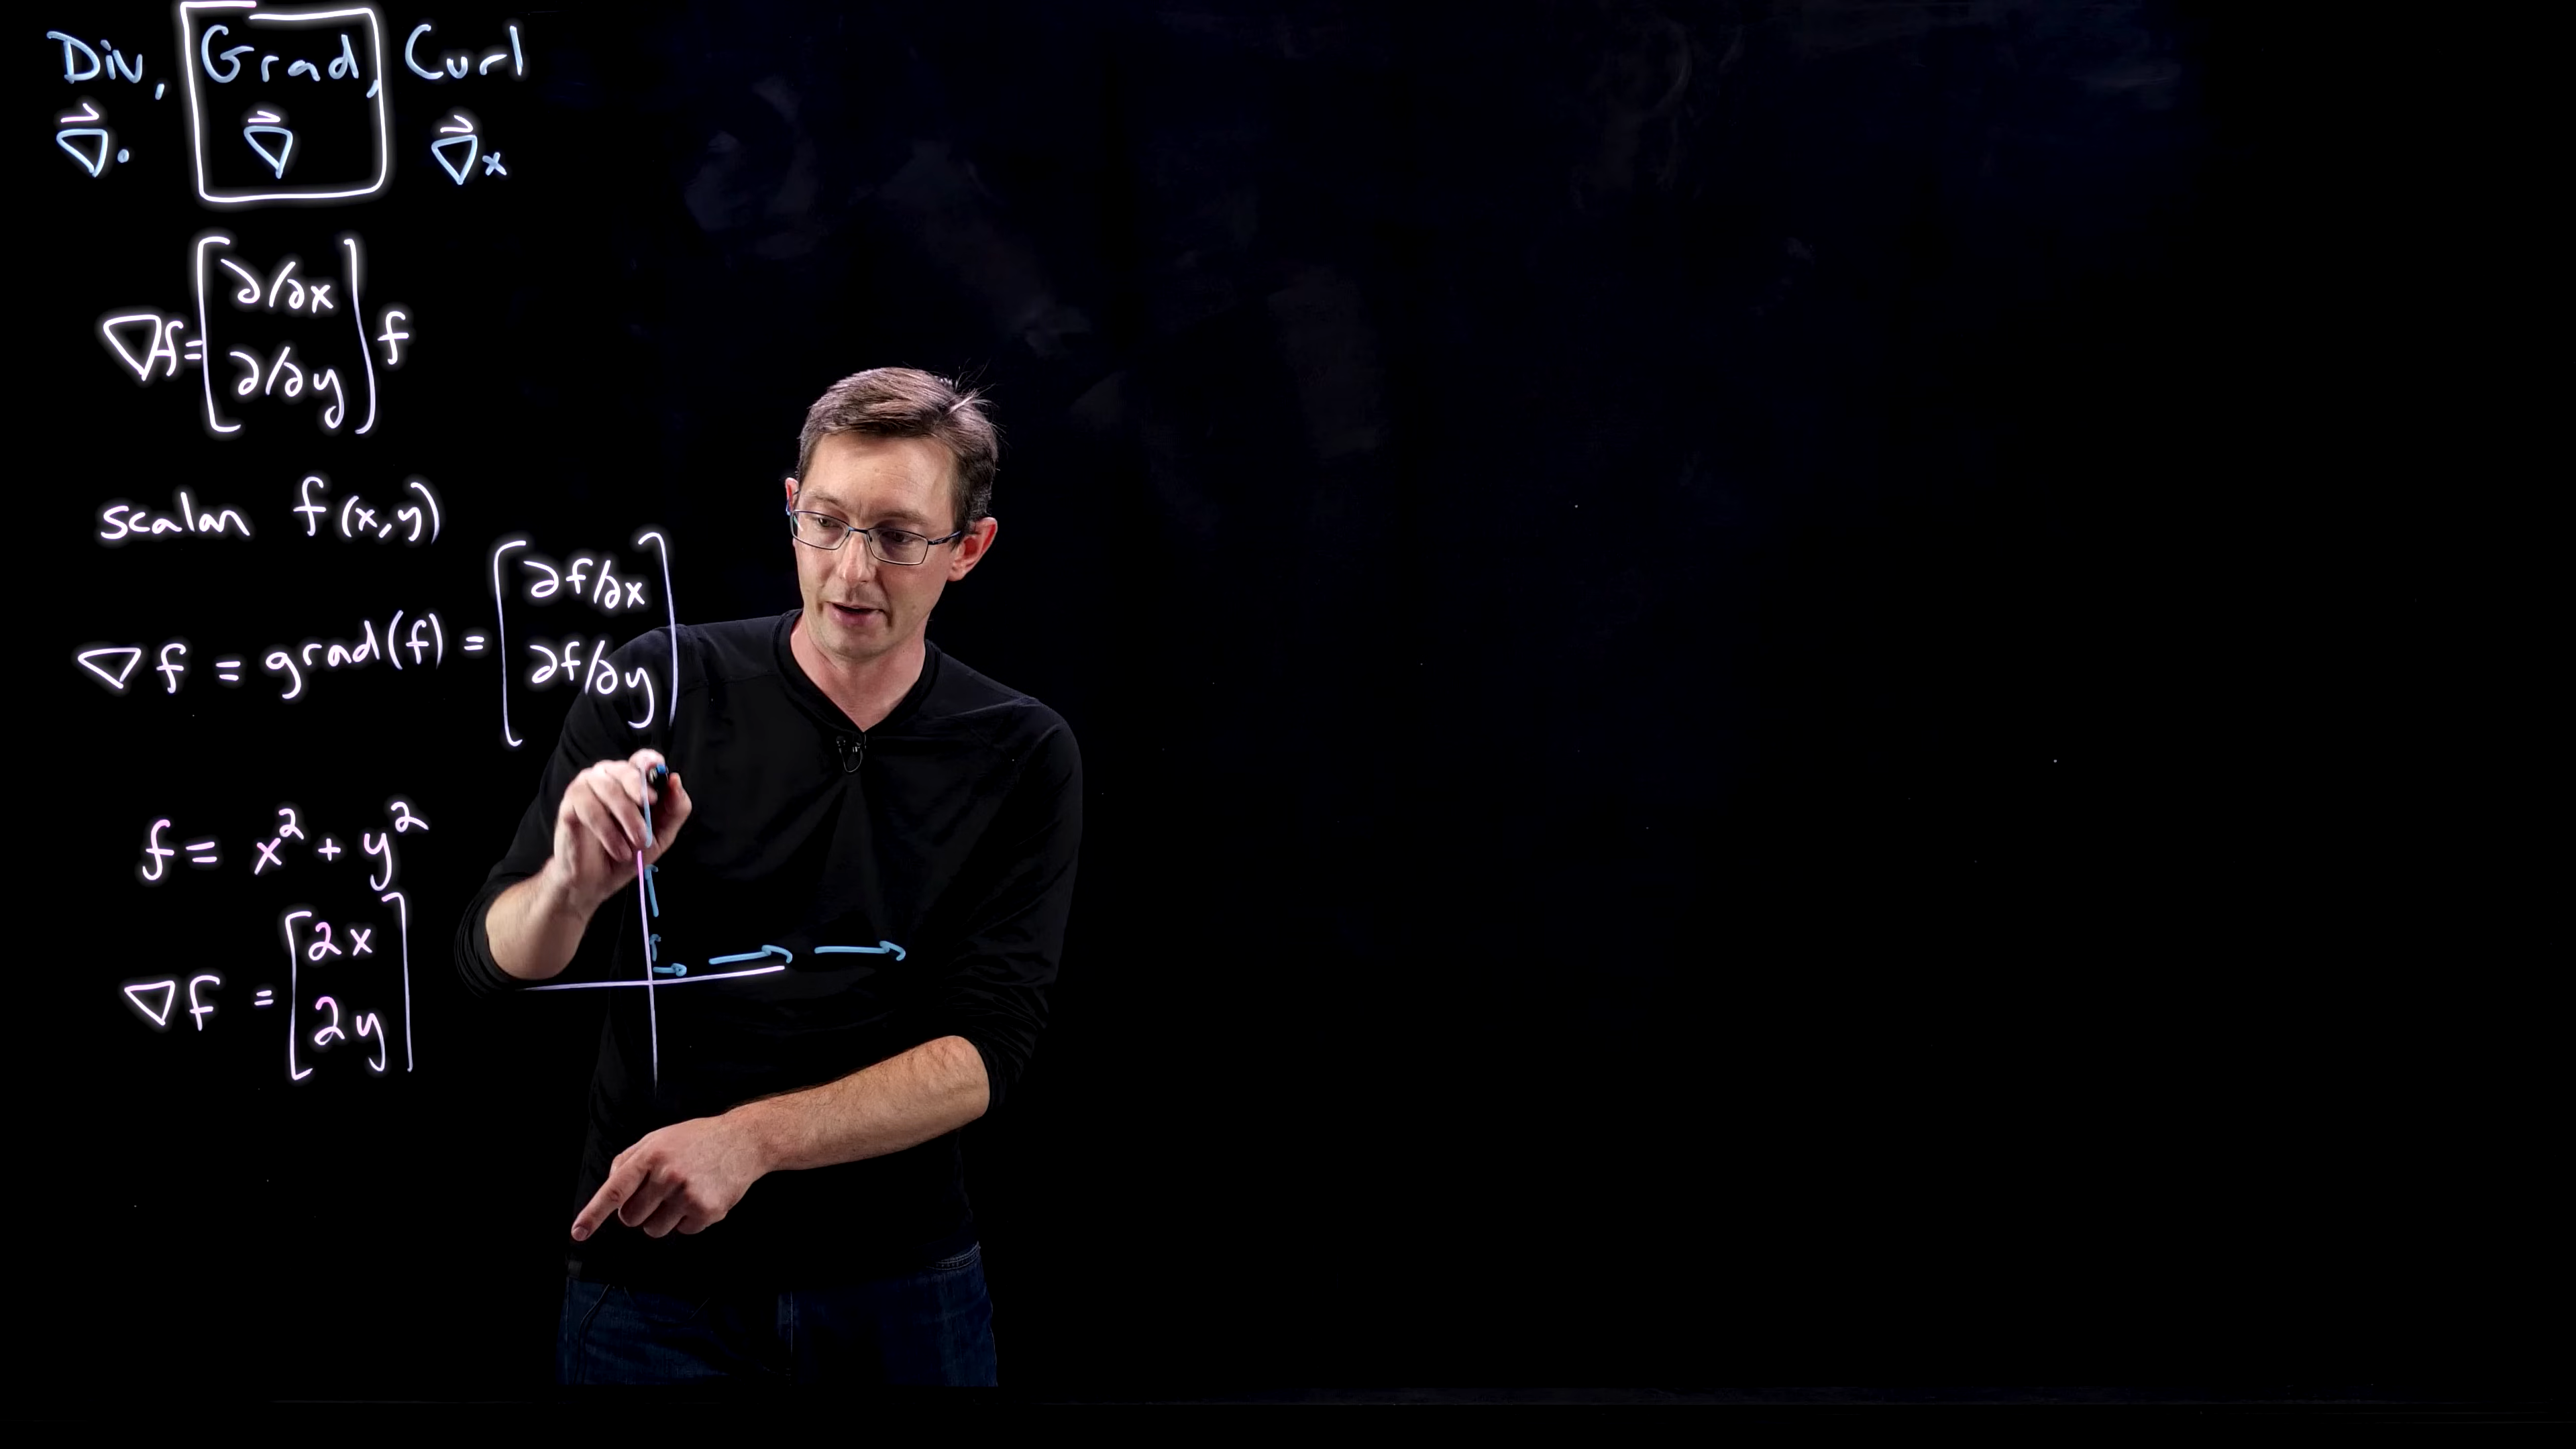 Div, Grad, Curl
∇⃗· ∇⃗ ∇⃗×
∇f = [∂/∂x
∂/∂y] f
scalar f(x,y)
∇f = grad(f) = [∂f/∂x
∂f/∂y]
f = x² + y²
∇f = [2x
2y]